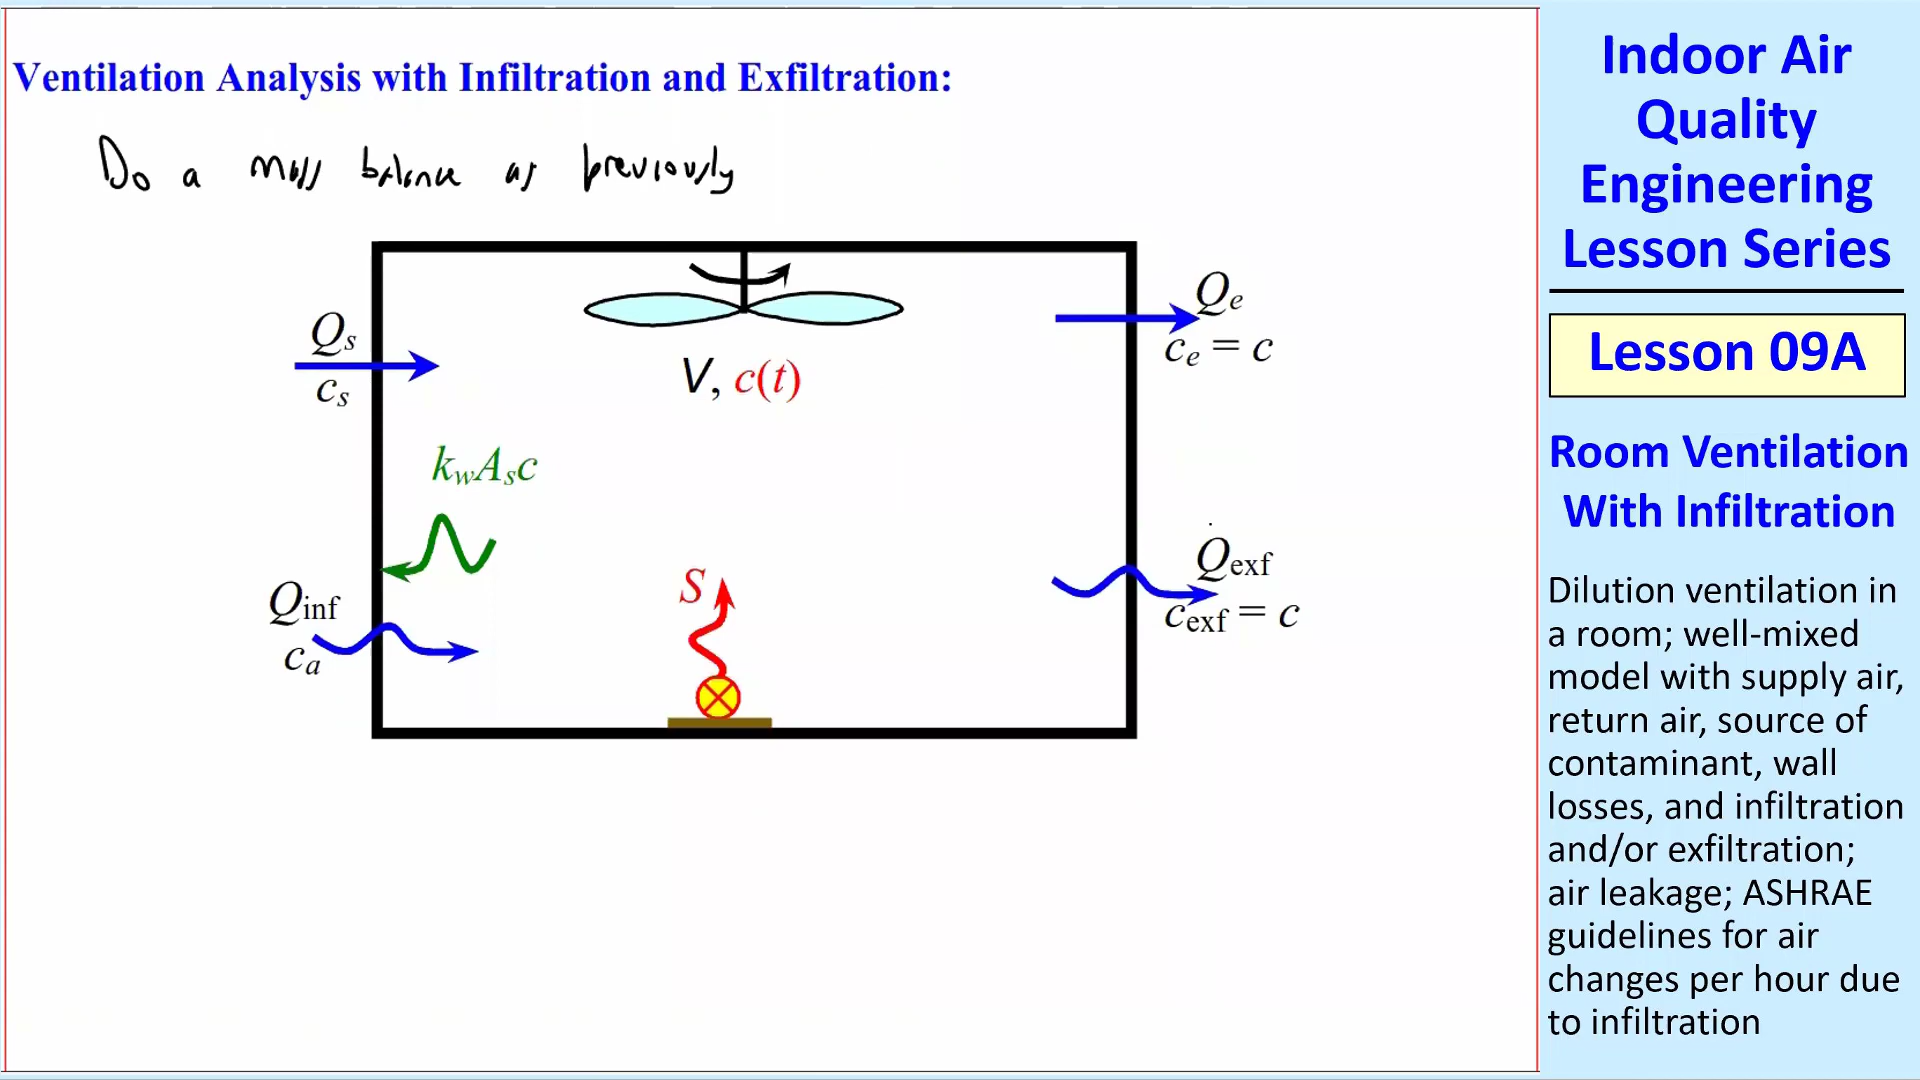 Ventilation Analysis with Infiltration and Exfiltration:
Do a mass balance as previously
Qs
cs
Qe
ce = c
V, c(t)
kwAsc
Qinf
ca
S
Qexf
cexf = c
Indoor Air
Quality
Engineering
Lesson Series
Lesson 09A
Room Ventilation
With Infiltration
Dilution ventilation in
a room; well-mixed
model with supply air,
return air, source of
contaminant, wall
losses, and infiltration
and/or exfiltration;
air leakage; ASHRAE
guidelines for air
changes per hour due
to infiltration